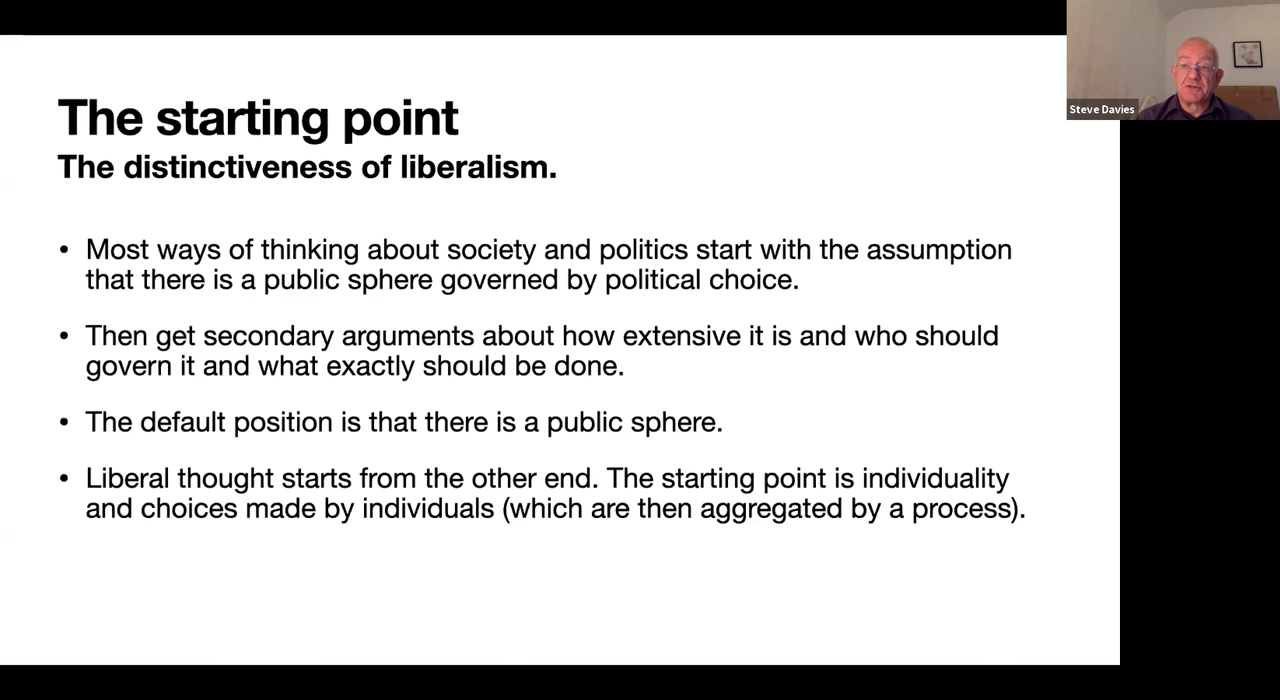 The starting point
The distinctiveness of liberalism.
• Most ways of thinking about society and politics start with the assumption
that there is a public sphere governed by political choice.
• Then get secondary arguments about how extensive it is and who should
govern it and what exactly should be done.
• The default position is that there is a public sphere.
• Liberal thought starts from the other end. The starting point is individuality
and choices made by individuals (which are then aggregated by a process).
Steve Davies